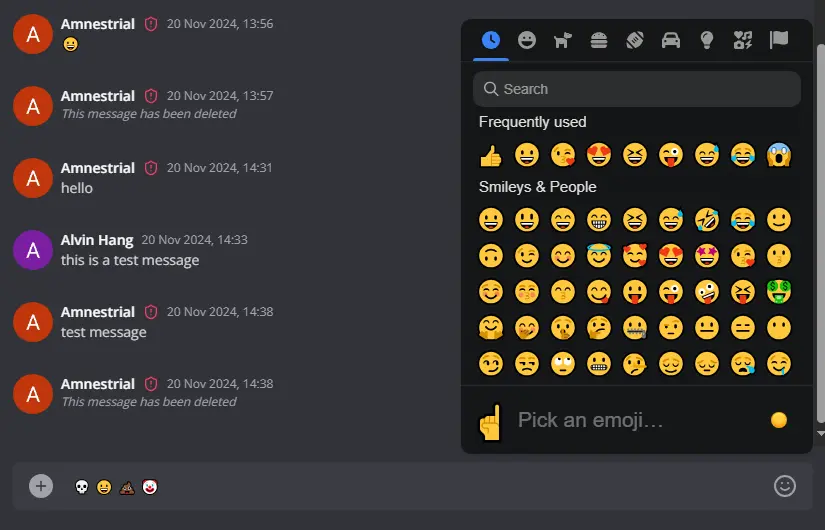 A
Amnestrial 20 Nov 2024, 13:56
😀
A
Amnestrial 20 Nov 2024, 13:57
This message has been deleted
A
Amnestrial 20 Nov 2024, 14:31
hello
A
Alvin Hang 20 Nov 2024, 14:33
this is a test message
A
Amnestrial 20 Nov 2024, 14:38
test message
A
Amnestrial 20 Nov 2024, 14:38
This message has been deleted
💀😀💩🤡
Search
Frequently used
Smileys & People
Pick an emoji…